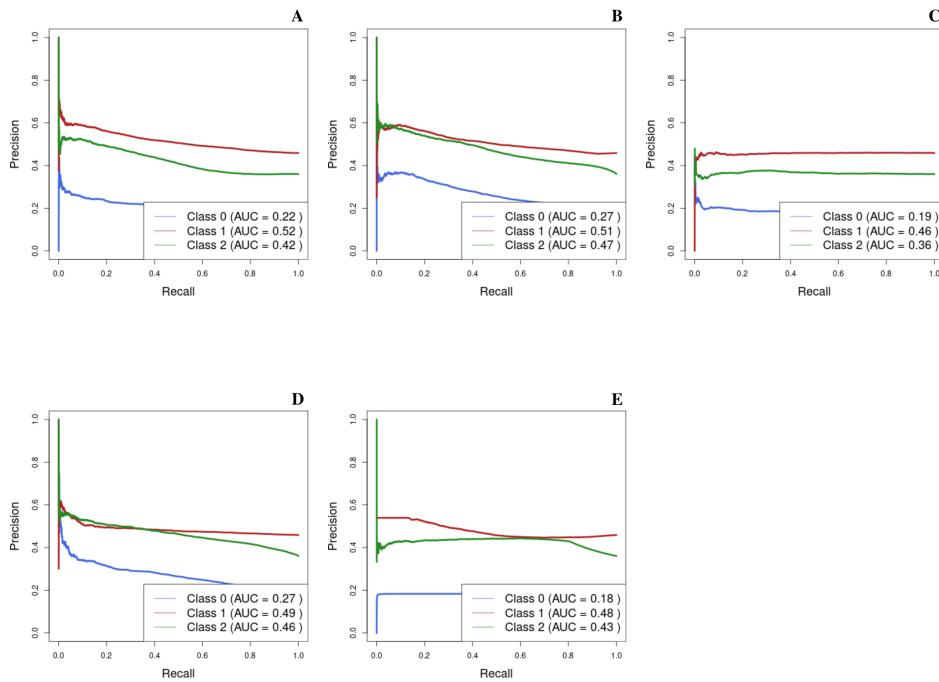 A
1.0
0.8
0.6
0.4
0.2
0.0
Precision
Class 0 (AUC = 0.22 )
Class 1 (AUC = 0.52 )
Class 2 (AUC = 0.42 )
0.0 0.2 0.4 0.6 0.8 1.0
Recall
B
1.0
0.8
0.6
0.4
0.2
0.0
Precision
Class 0 (AUC = 0.27 )
Class 1 (AUC = 0.51 )
Class 2 (AUC = 0.47 )
0.0 0.2 0.4 0.6 0.8 1.0
Recall
C
1.0
0.8
0.6
0.4
0.2
0.0
Precision
Class 0 (AUC = 0.19 )
Class 1 (AUC = 0.46 )
Class 2 (AUC = 0.36 )
0.0 0.2 0.4 0.6 0.8 1.0
Recall
D
1.0
0.8
0.6
0.4
0.2
0.0
Precision
Class 0 (AUC = 0.27 )
Class 1 (AUC = 0.49 )
Class 2 (AUC = 0.46 )
0.0 0.2 0.4 0.6 0.8 1.0
Recall
E
1.0
0.8
0.6
0.4
0.2
0.0
Precision
Class 0 (AUC = 0.18 )
Class 1 (AUC = 0.48 )
Class 2 (AUC = 0.43 )
0.0 0.2 0.4 0.6 0.8 1.0
Recall